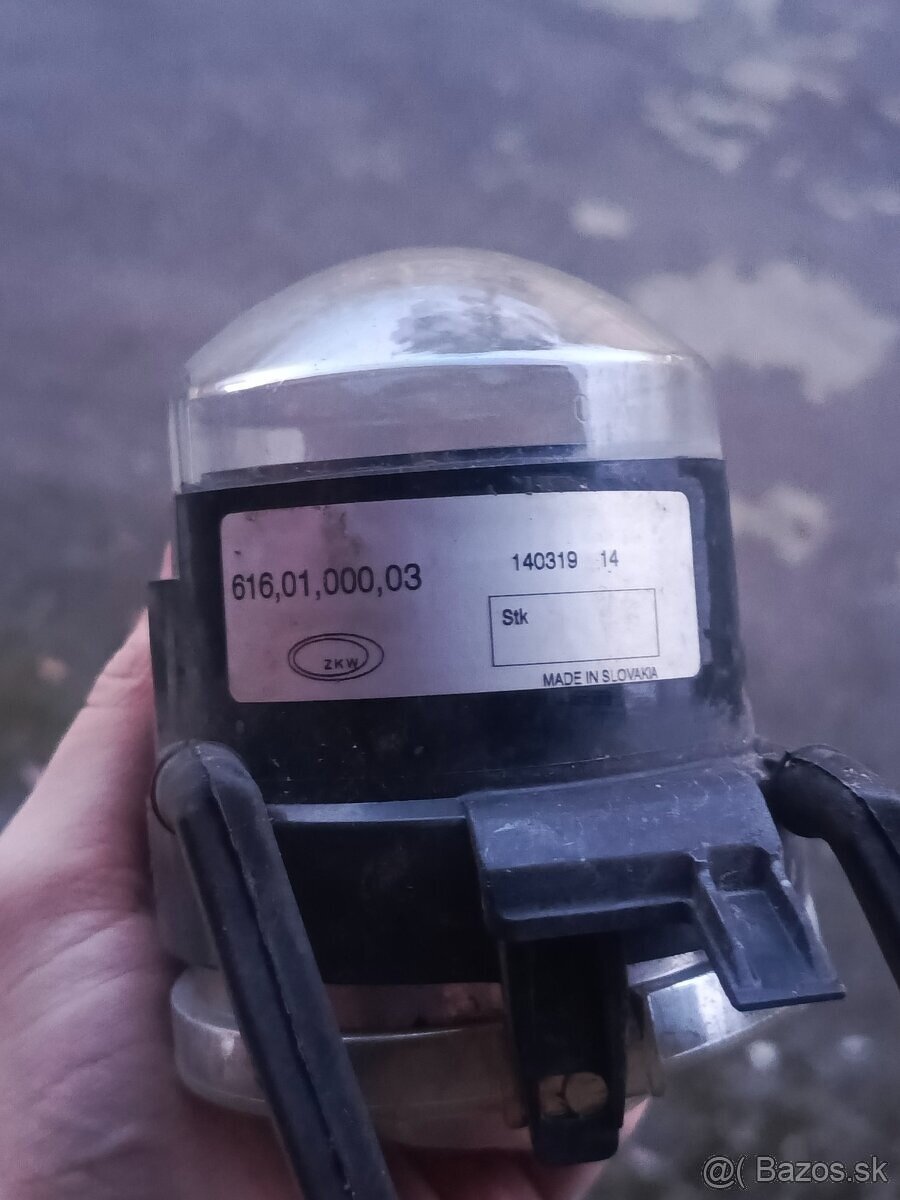 616,01,000,03
140319 14
Stk
ZKW
MADE IN SLOVAKIA
@( Bazos.sk